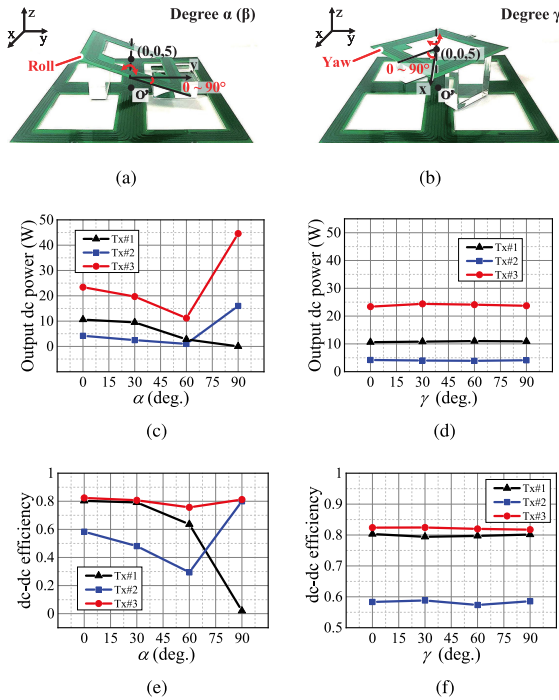 Degree α (β)
z
x
y
Roll
(0,0,5)
y
0 ~ 90°
O
(a)
Degree γ
z
x
y
Yaw
(0,0,5)
0 ~ 90°
x
O
(b)
Output dc power (W)
50
40
30
20
10
0
Tx#1
Tx#2
Tx#3
0 15 30 45 60 75 90
α (deg.)
(c)
Output dc power (W)
50
40
30
20
10
0
Tx#1
Tx#2
Tx#3
0 15 30 45 60 75 90
γ (deg.)
(d)
dc-dc efficiency
1
0.8
0.6
0.4
0.2
0
Tx#1
Tx#2
Tx#3
0 15 30 45 60 75 90
α (deg.)
(e)
dc-dc efficiency
1
0.9
0.8
0.7
0.6
0.5
Tx#1
Tx#2
Tx#3
0 15 30 45 60 75 90
γ (deg.)
(f)